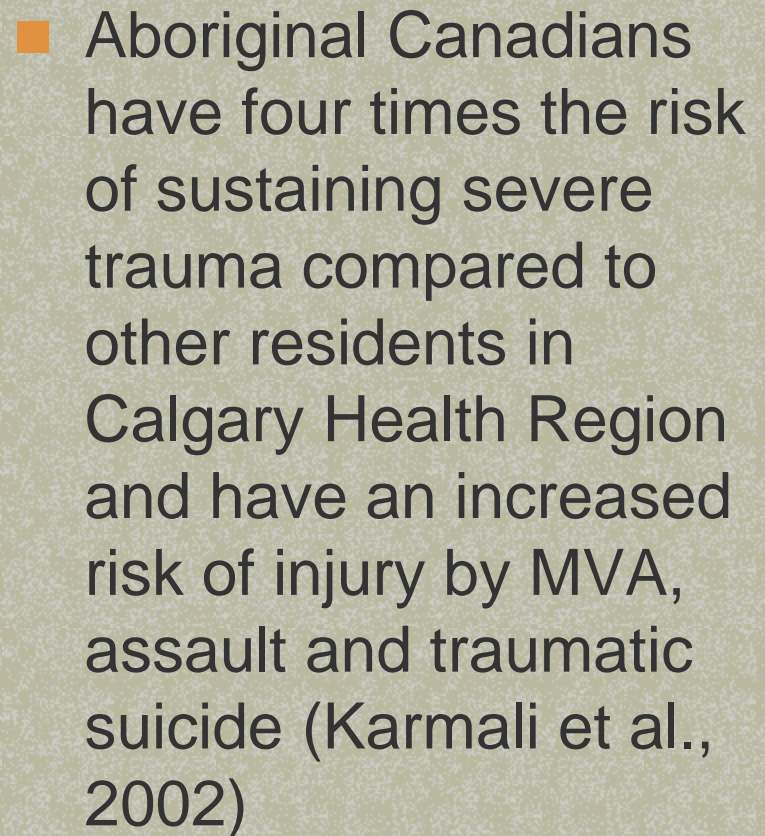 Aboriginal Canadians
have four times the risk
of sustaining severe
trauma compared to
other residents in
Calgary Health Region
and have an increased
risk of injury by MVA,
assault and traumatic
suicide (Karmali et al.,
2002)